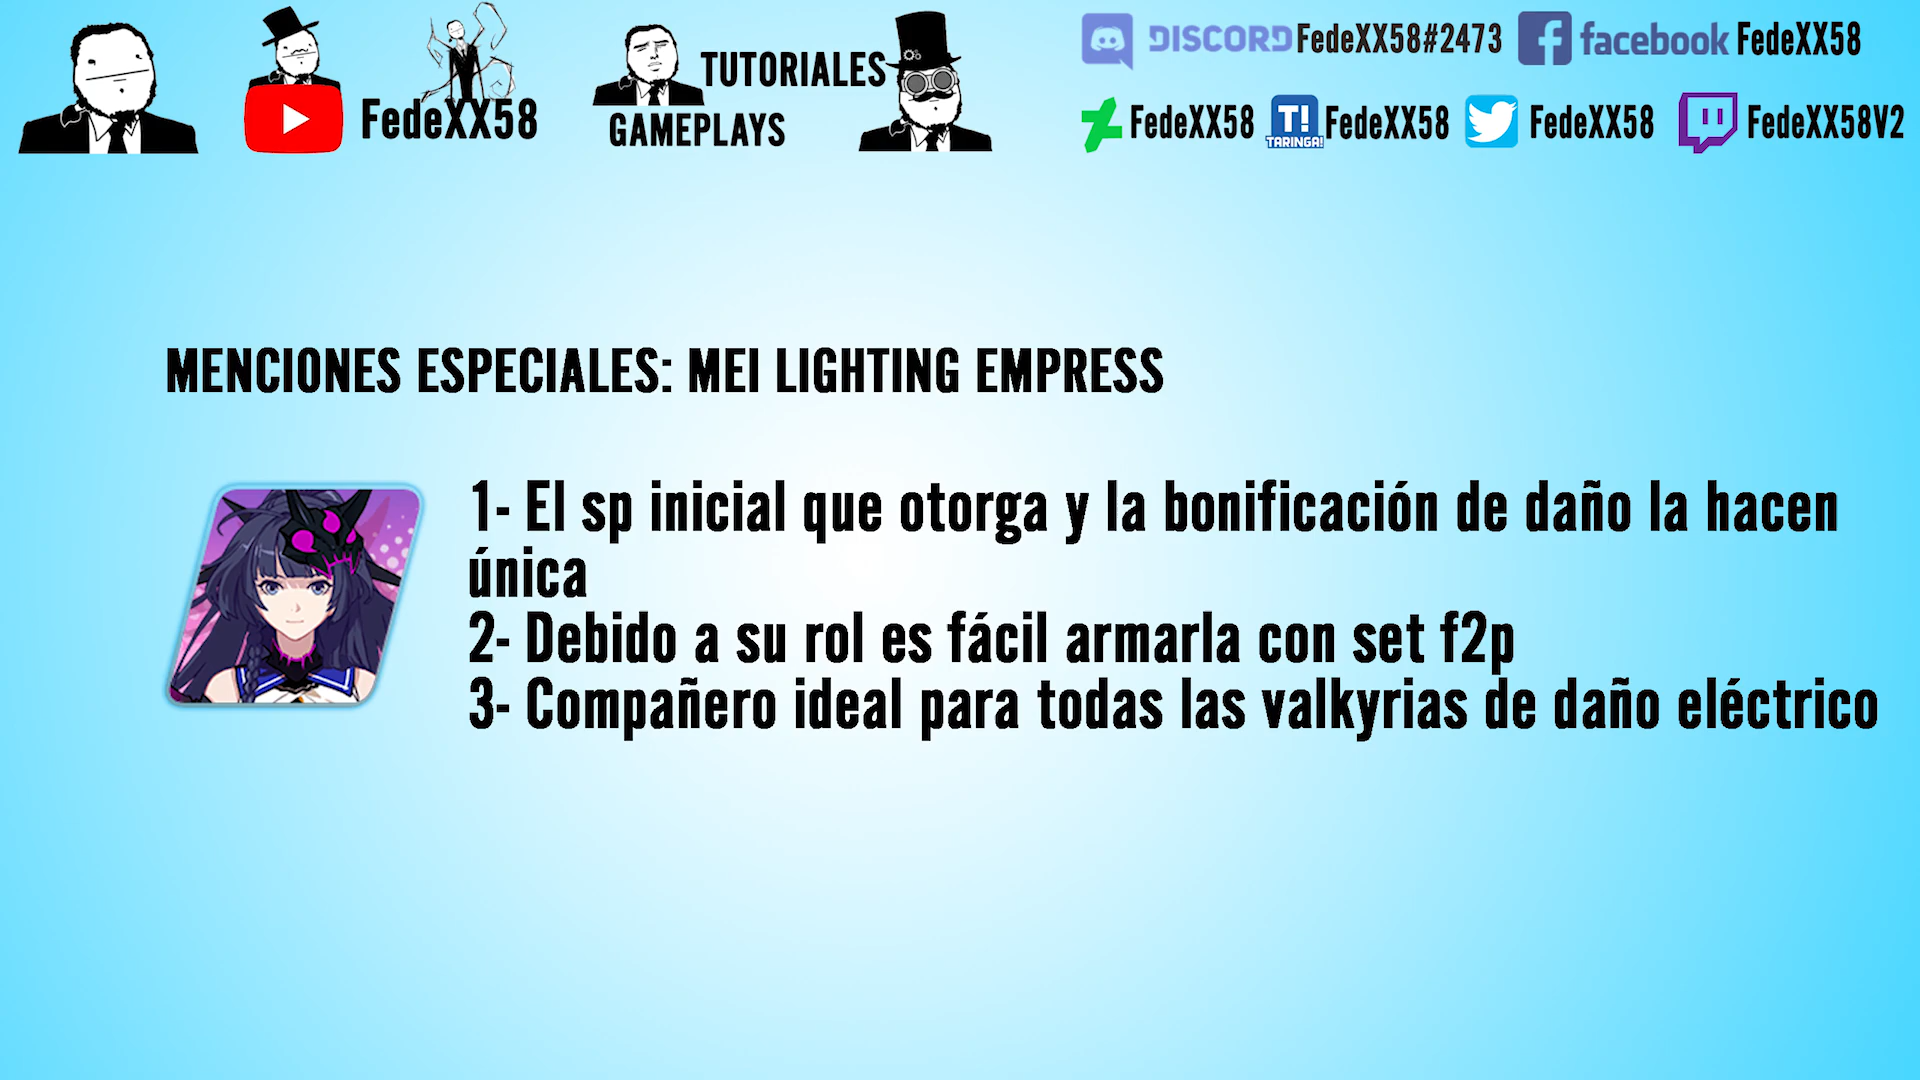 TUTORIALES
GAMEPLAYS
FedeXX58
DISCORD FedeXX58#2473
facebook FedeXX58
FedeXX58
T! TARINGA! FedeXX58
FedeXX58
FedeXX58V2
MENCIONES ESPECIALES: MEI LIGHTING EMPRESS
1- El sp inicial que otorga y la bonificación de daño la hacen
única
2- Debido a su rol es fácil armarla con set f2p
3- Compañero ideal para todas las valkyrias de daño eléctrico